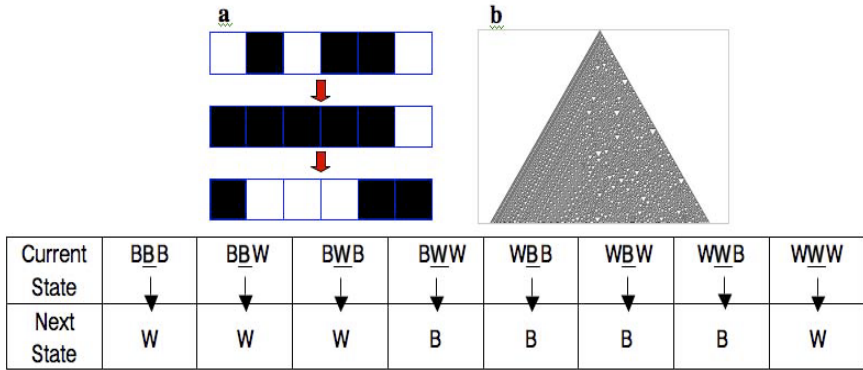 a
b
Current State BBB BBW BWB BWW WBB WBW WWB WWW
Next State W W W B B B B W